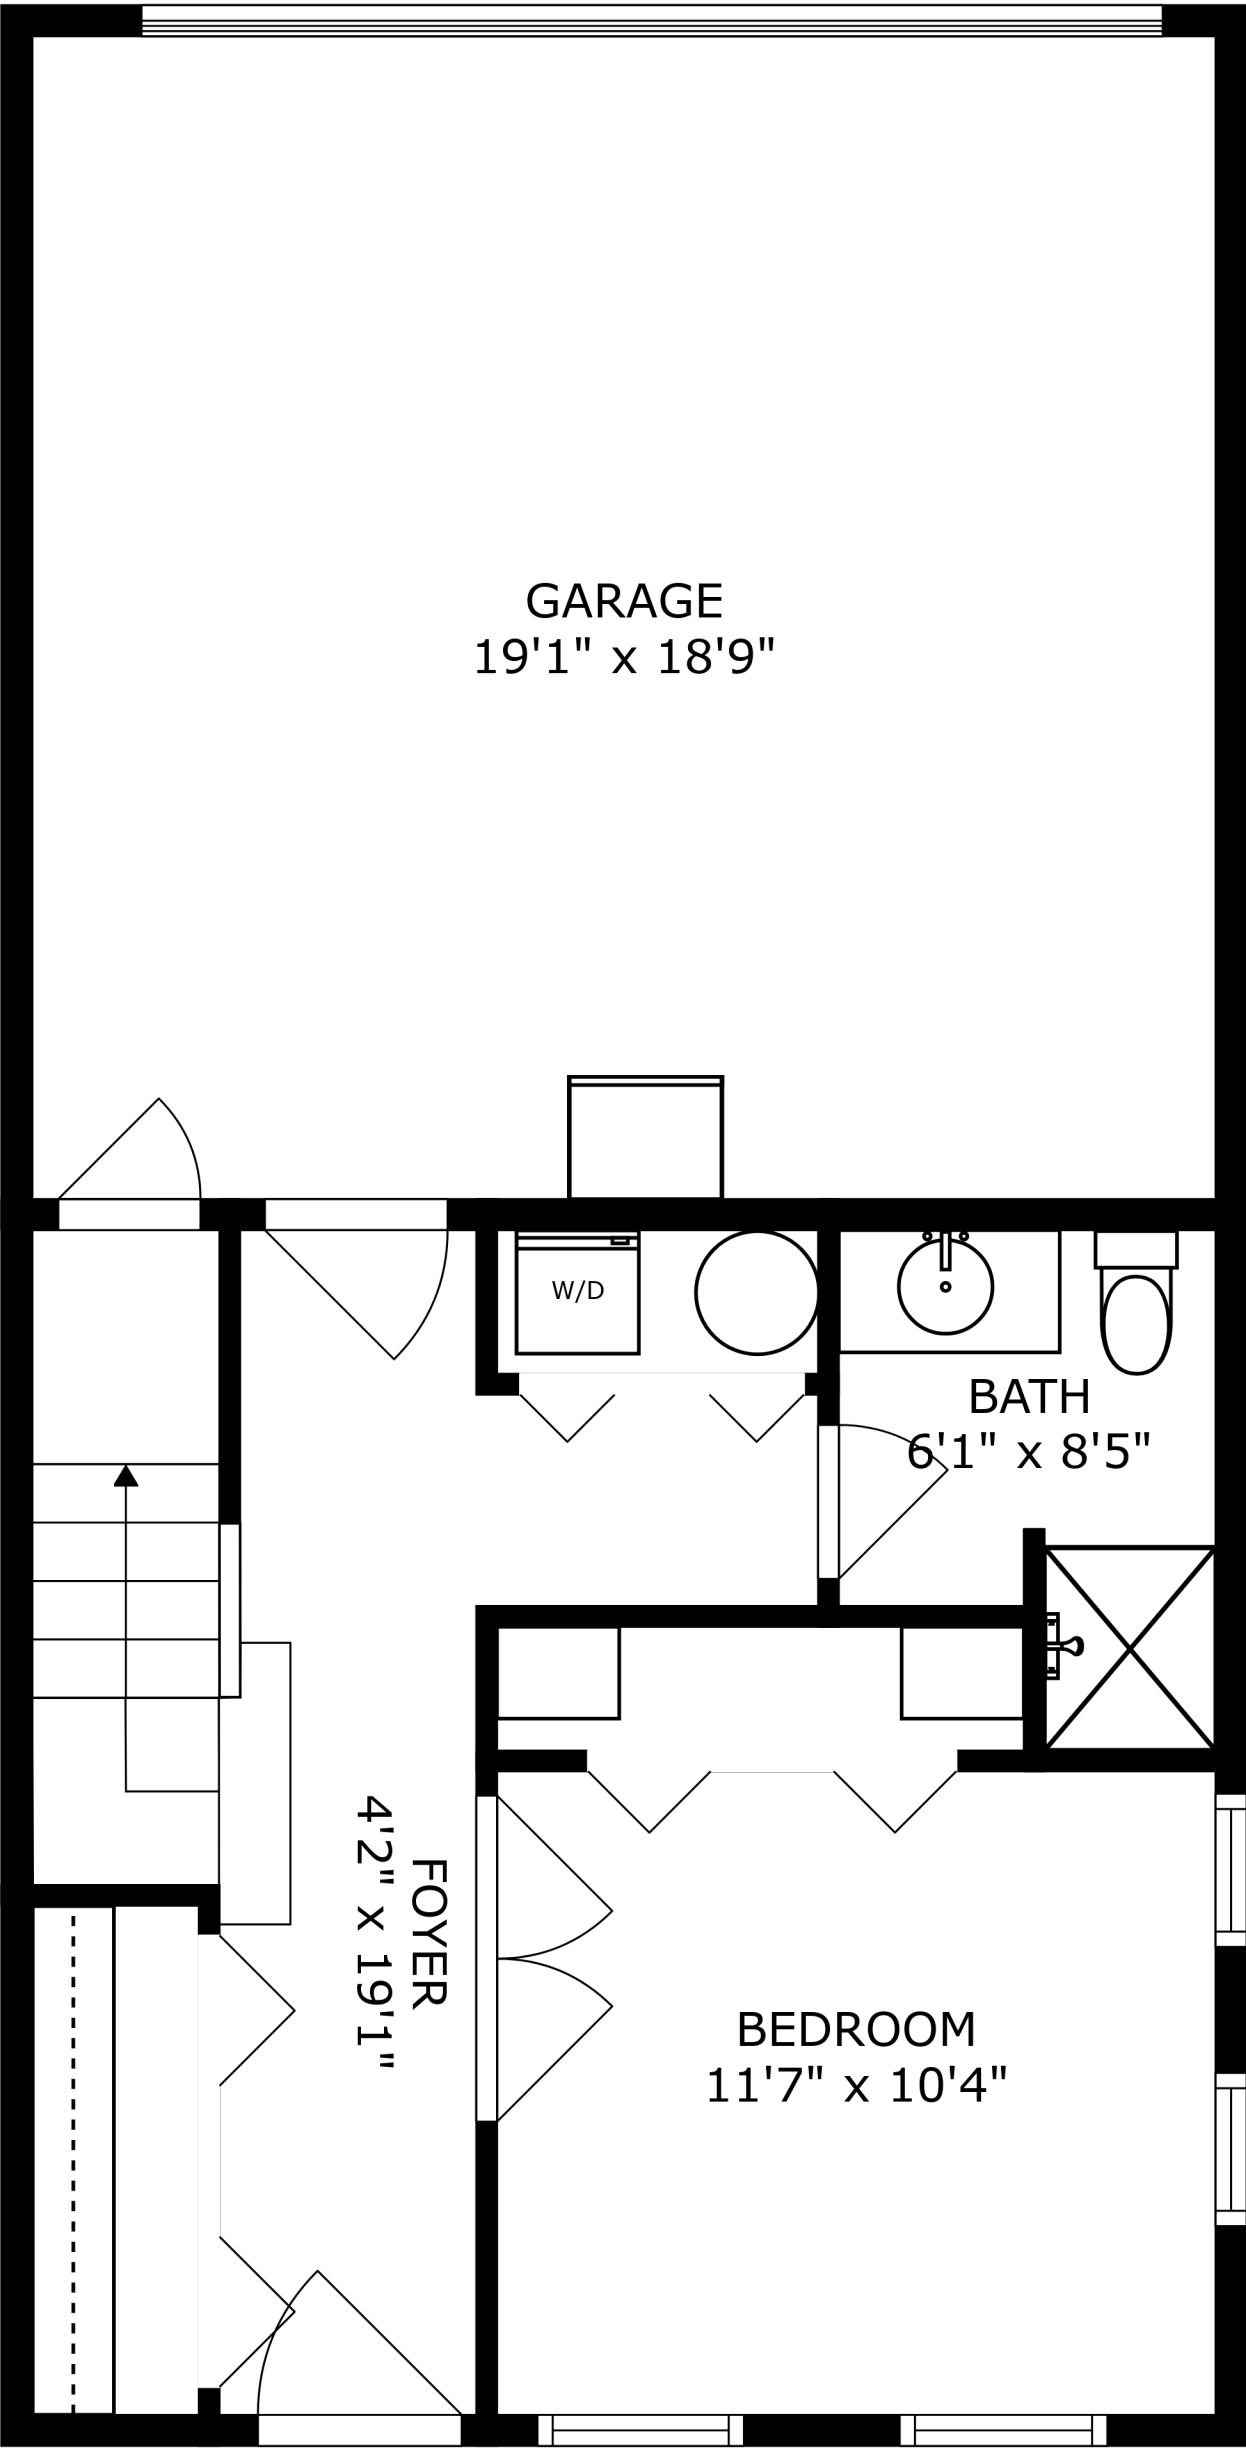 GARAGE
19'1" x 18'9"
W/D
BATH
6'1" x 8'5"
FOYER
4'2" x 19'1"
BEDROOM
11'7" x 10'4"